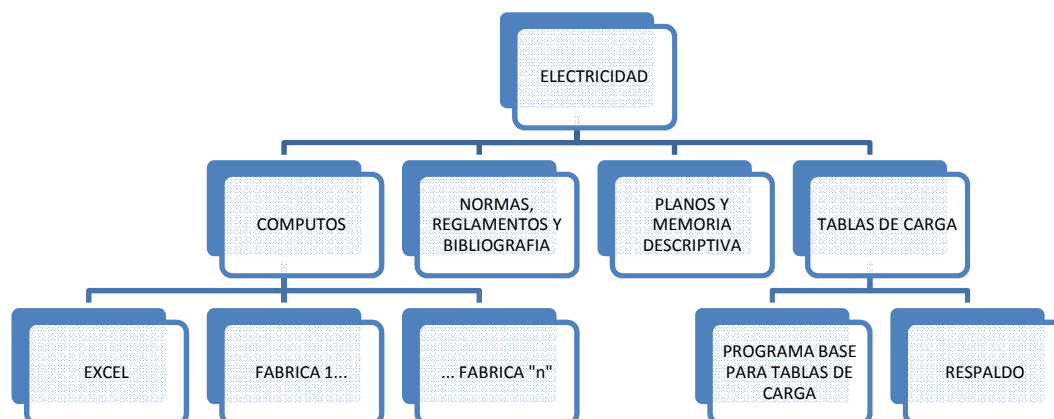 ELECTRICIDAD
COMPUTOS
NORMAS,
REGLAMENTOS Y
BIBLIOGRAFIA
PLANOS Y
MEMORIA
DESCRIPTIVA
TABLAS DE CARGA
EXCEL
FABRICA 1...
... FABRICA "n"
PROGRAMA BASE
PARA TABLAS DE
CARGA
RESPALDO